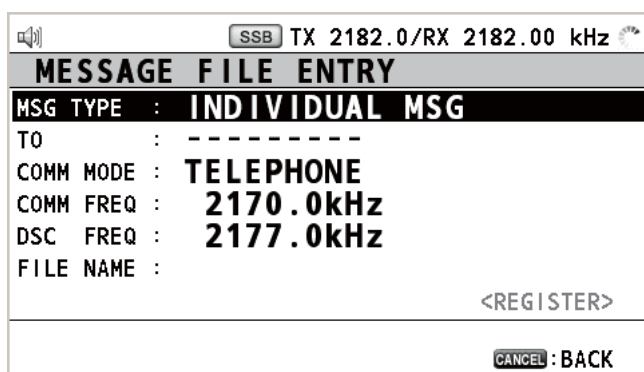 SSB TX 2182.0/RX 2182.00 kHz
MESSAGE FILE ENTRY
MSG TYPE : INDIVIDUAL MSG
TO : ---------
COMM MODE : TELEPHONE
COMM FREQ : 2170.0kHz
DSC FREQ : 2177.0kHz
FILE NAME :
<REGISTER>
CANCEL : BACK